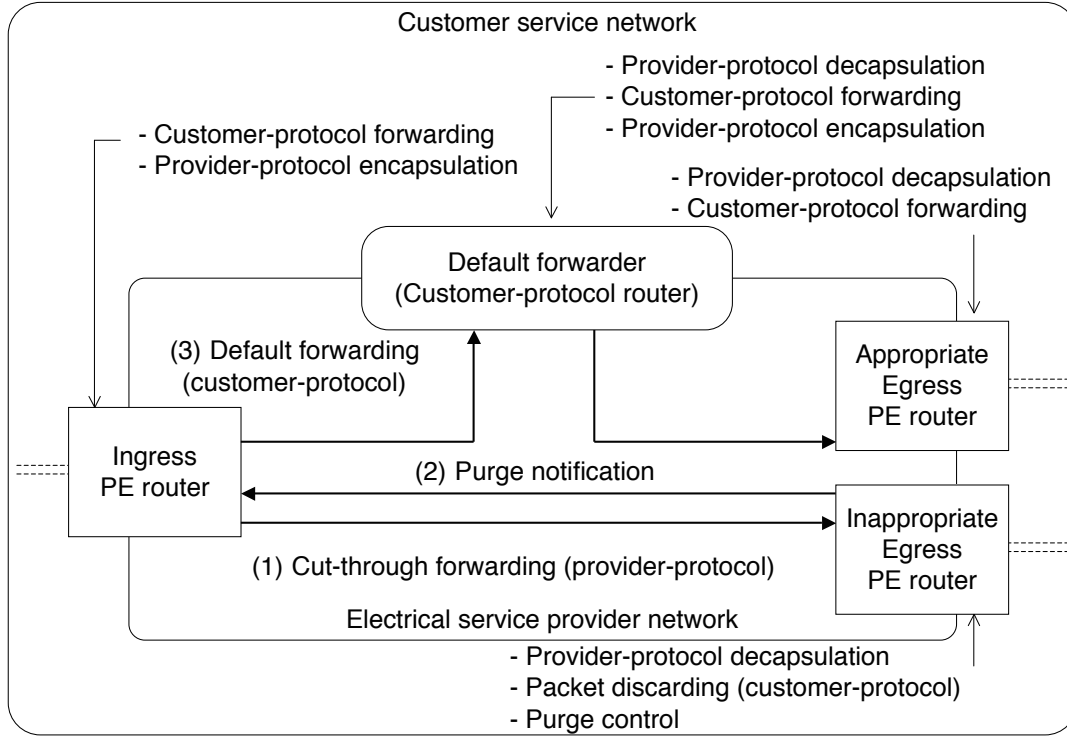 Customer service network
- Provider-protocol decapsulation
- Customer-protocol forwarding
- Provider-protocol encapsulation
- Customer-protocol forwarding
- Provider-protocol encapsulation
- Provider-protocol decapsulation
- Customer-protocol forwarding
Default forwarder
(Customer-protocol router)
(3) Default forwarding
(customer-protocol)
Appropriate
Egress
PE router
Ingress
PE router
(2) Purge notification
Inappropriate
Egress
PE router
(1) Cut-through forwarding (provider-protocol)
Electrical service provider network
- Provider-protocol decapsulation
- Packet discarding (customer-protocol)
- Purge control